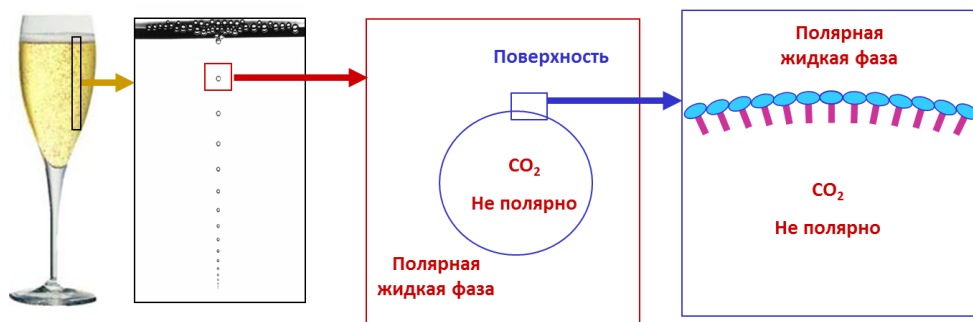 Поверхность
CO₂
Не полярно
Полярная
жидкая фаза
Полярная
жидкая фаза
CO₂
Не полярно